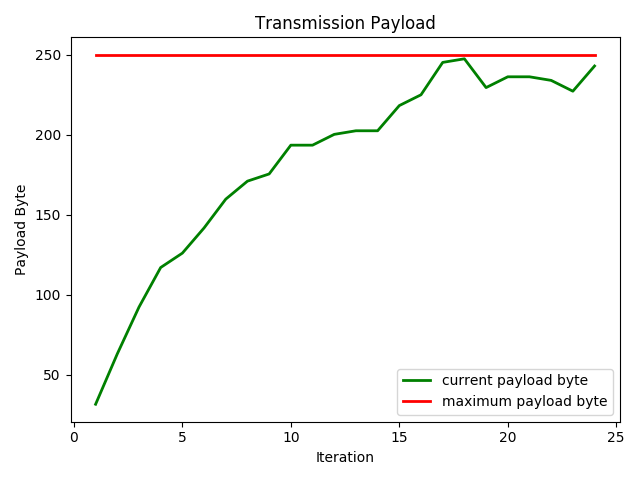 Transmission Payload
250
200
150
100
50
Payload Byte
current payload byte
maximum payload byte
0 5 10 15 20 25
Iteration